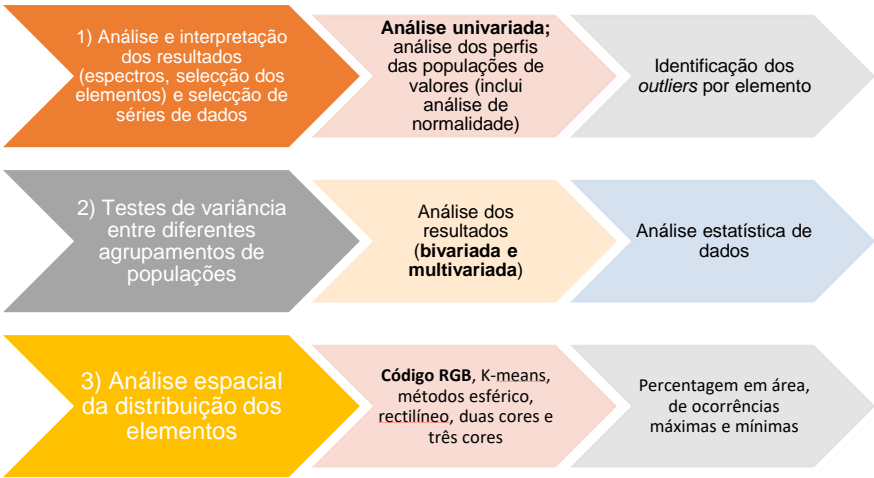 1) Análise e interpretação
dos resultados
(espectros, selecção dos
elementos) e selecção de
séries de dados
Análise univariada;
análise dos perfis
das populações de
valores (inclui
análise de
normalidade)
Identificação dos
outliers por elemento
2) Testes de variância
entre diferentes
agrupamentos de
populações
Análise dos
resultados
(bivariada e
multivariada)
Análise estatística de
dados
3) Análise espacial
da distribuição dos
elementos
Código RGB, K-means,
métodos esférico,
rectilíneo, duas cores e
três cores
Percentagem em área,
de ocorrências
máximas e mínimas